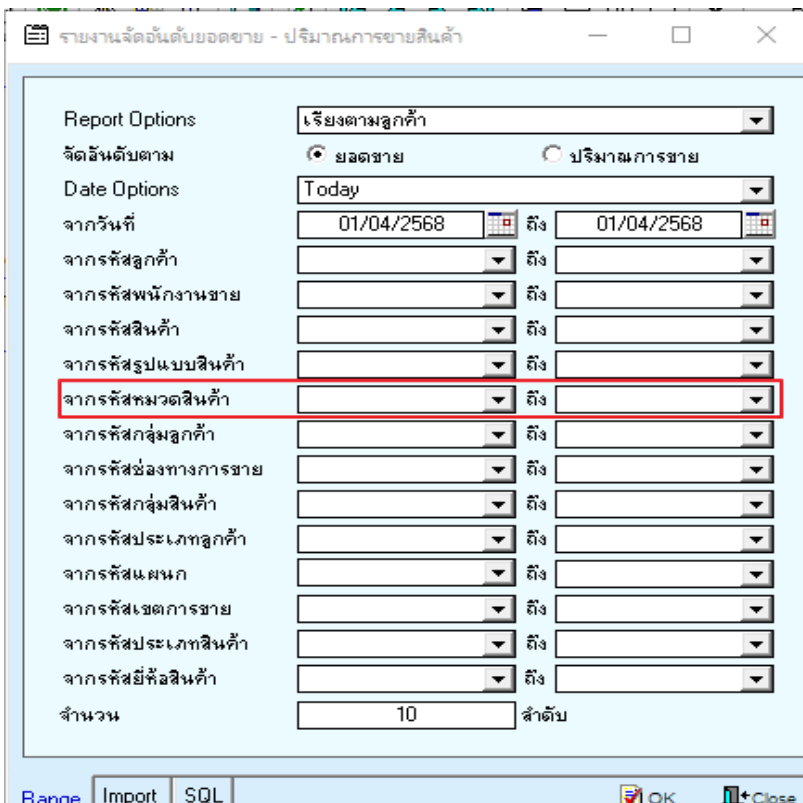 รายงานจัดอันดับยอดขาย - ปริมาณการขายสินค้า
Report Options เรียงตามลูกค้า
จัดอันดับตาม ยอดขาย ปริมาณการขาย
Date Options Today
จากวันที่ 01/04/2568 ถึง 01/04/2568
จากรหัสลูกค้า ถึง
จากรหัสพนักงานขาย ถึง
จากรหัสสินค้า ถึง
จากรหัสรูปแบบสินค้า ถึง
จากรหัสหมวดสินค้า ถึง
จากรหัสกลุ่มลูกค้า ถึง
จากรหัสช่องทางการขาย ถึง
จากรหัสกลุ่มสินค้า ถึง
จากรหัสประเภทลูกค้า ถึง
จากรหัสแผนก ถึง
จากรหัสเขตการขาย ถึง
จากรหัสประเภทสินค้า ถึง
จากรหัสยี่ห้อสินค้า ถึง
จำนวน 10 ลำดับ
Range Import SQL OK Close